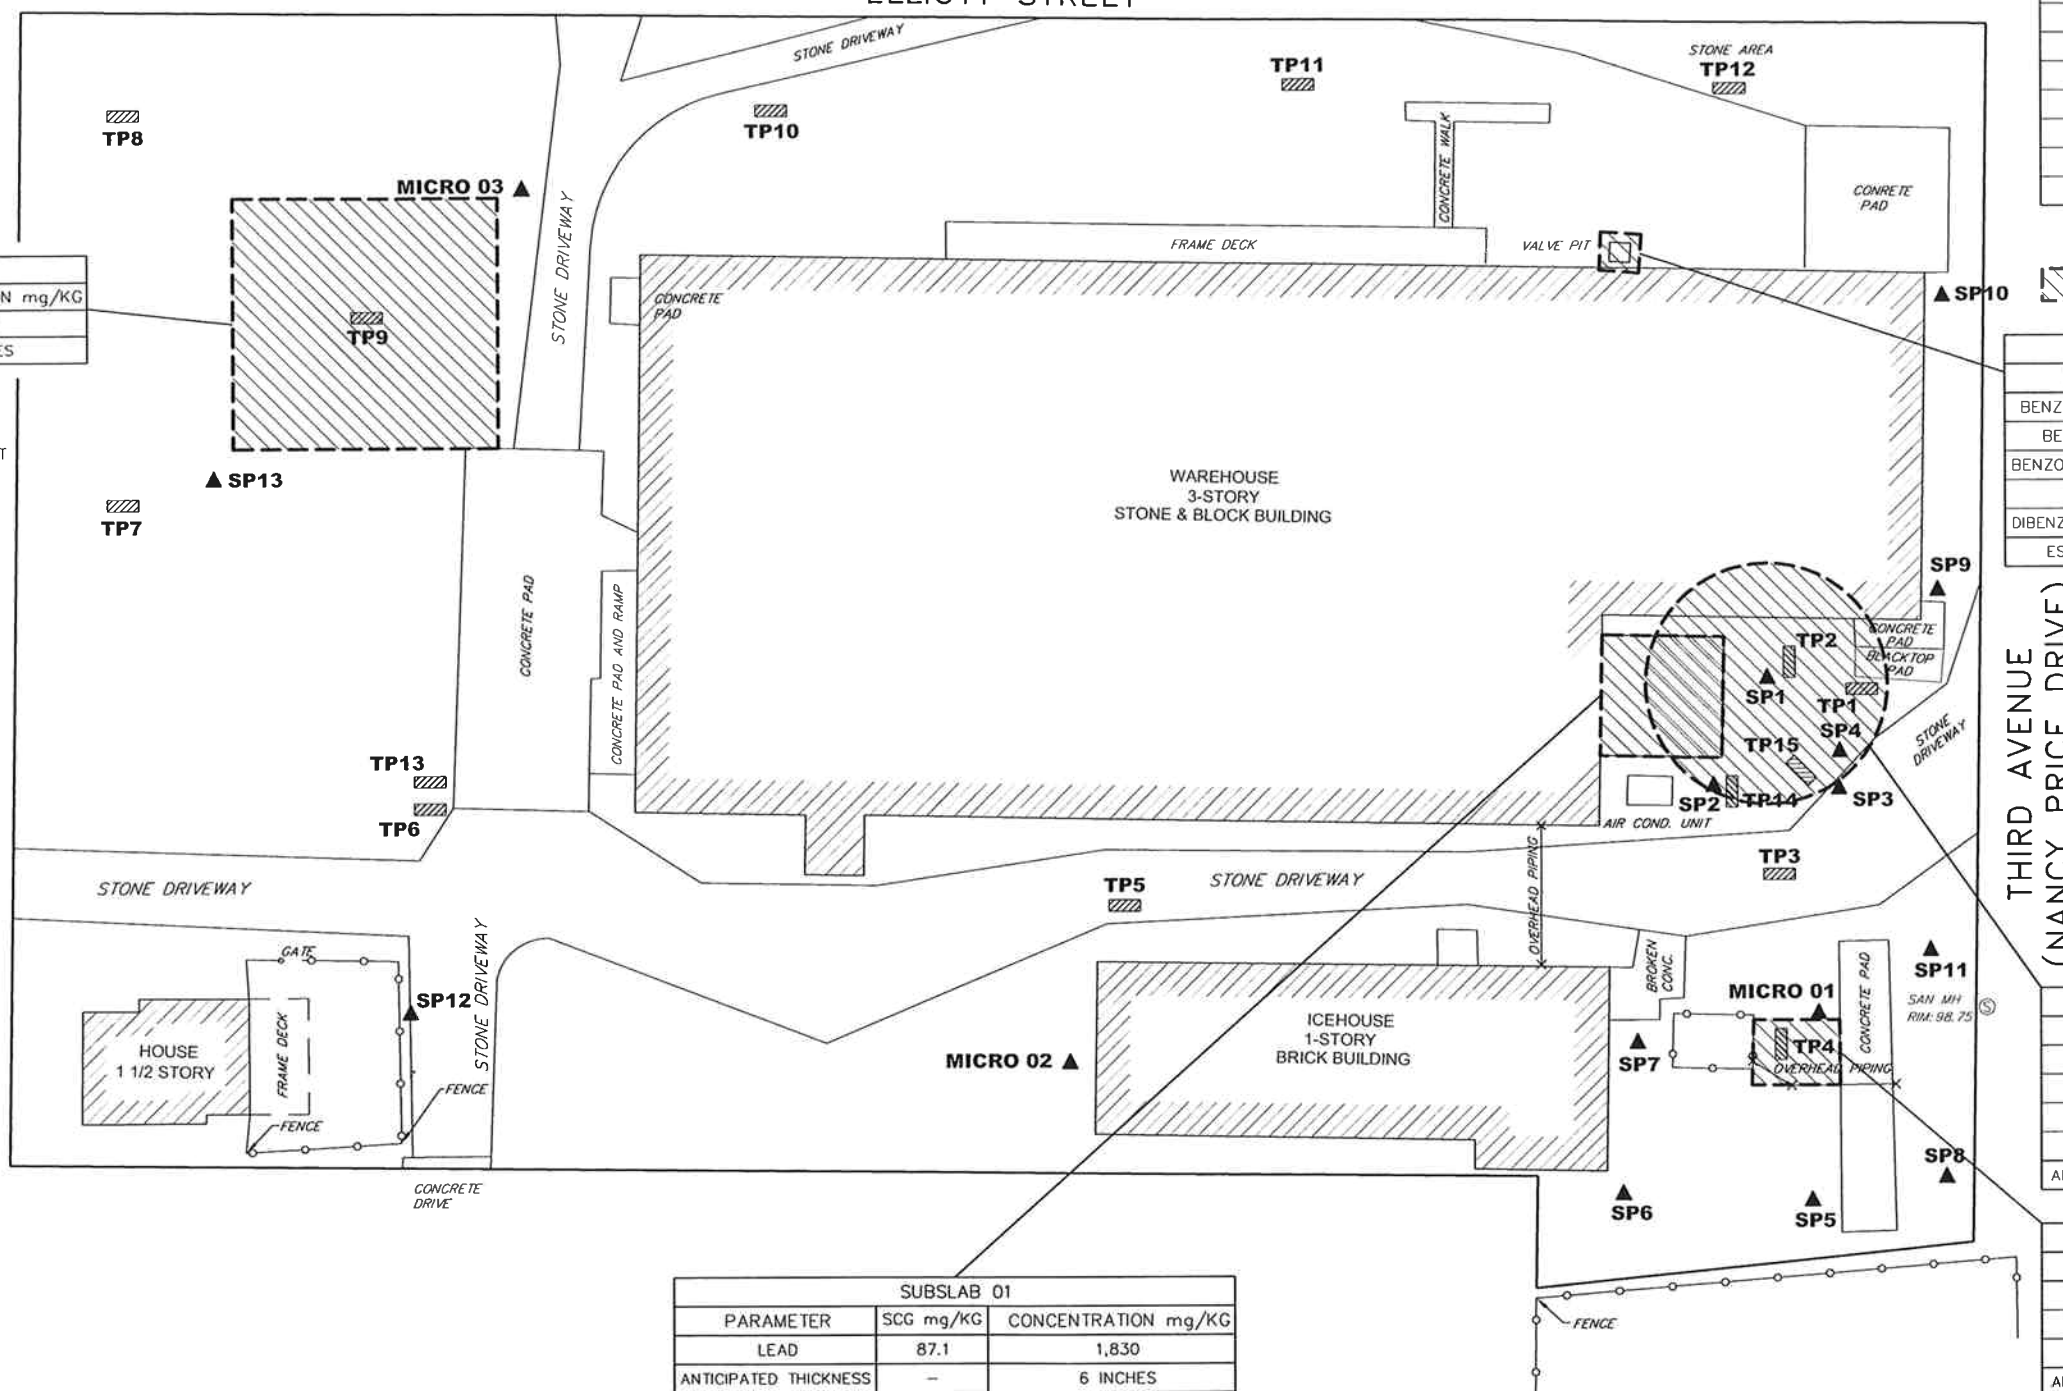 ELLIOTT STREET
STONE DRIVEWAY
TP11
STONE AREA
TP12
TP8
TP10
CONCRETE WALK
CONRETE
PAD
MICRO 03
STONE DRIVEWAY
FRAME DECK
VALVE PIT
SP10
N mg/KG
ES
CONCRETE
PAD
TP9
BENZ
BE
BENZO
DIBENZ
ES
T
SP13
TP7
WAREHOUSE
3-STORY
STONE & BLOCK BUILDING
SP9
CONCRETE PAD
CONCRETE PAD AND RAMP
CONCRETE
PAD
BLACKTOP
PAD
TP2
SP1
TP1
SP4
TP15
STONE
DRIVEWAY
THIRD AVENUE
(NANCY PRICE DRIVE)
TP13
TP6
SP2
TP14
SP3
AIR COND. UNIT
TP3
STONE DRIVEWAY
TP5
STONE DRIVEWAY
OVERHEAD PIPING
GATE
STONE DRIVEWAY
BROKEN
CONC.
CONCRETE PAD
SP11
SP12
MICRO 01
SAN MH
RIM: 98.75
S
HOUSE
1 1/2 STORY
FRAME DECK
ICEHOUSE
1-STORY
BRICK BUILDING
MICRO 02
SP7
TP4
OVERHEAD PIPING
FENCE
FENCE
CONCRETE
DRIVE
SP8
SP6
SP5
A
SUBSLAB 01
PARAMETER SCG mg/KG CONCENTRATION mg/KG
LEAD 87.1 1,830
ANTICIPATED THICKNESS – 6 INCHES
FENCE
A